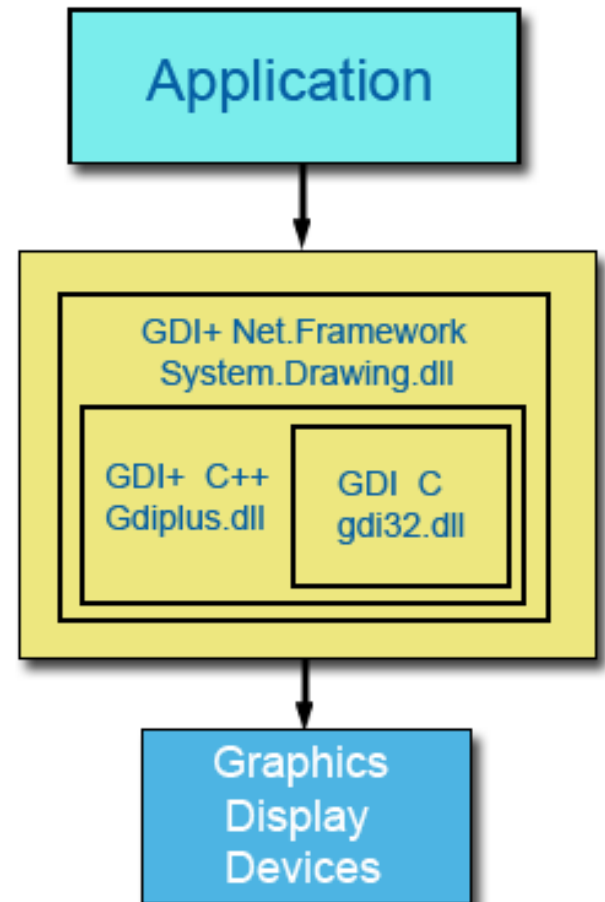 Application
GDI+ Net.Framework
System.Drawing.dll
GDI+ C++
Gdiplus.dll
GDI C
gdi32.dll
Graphics
Display
Devices